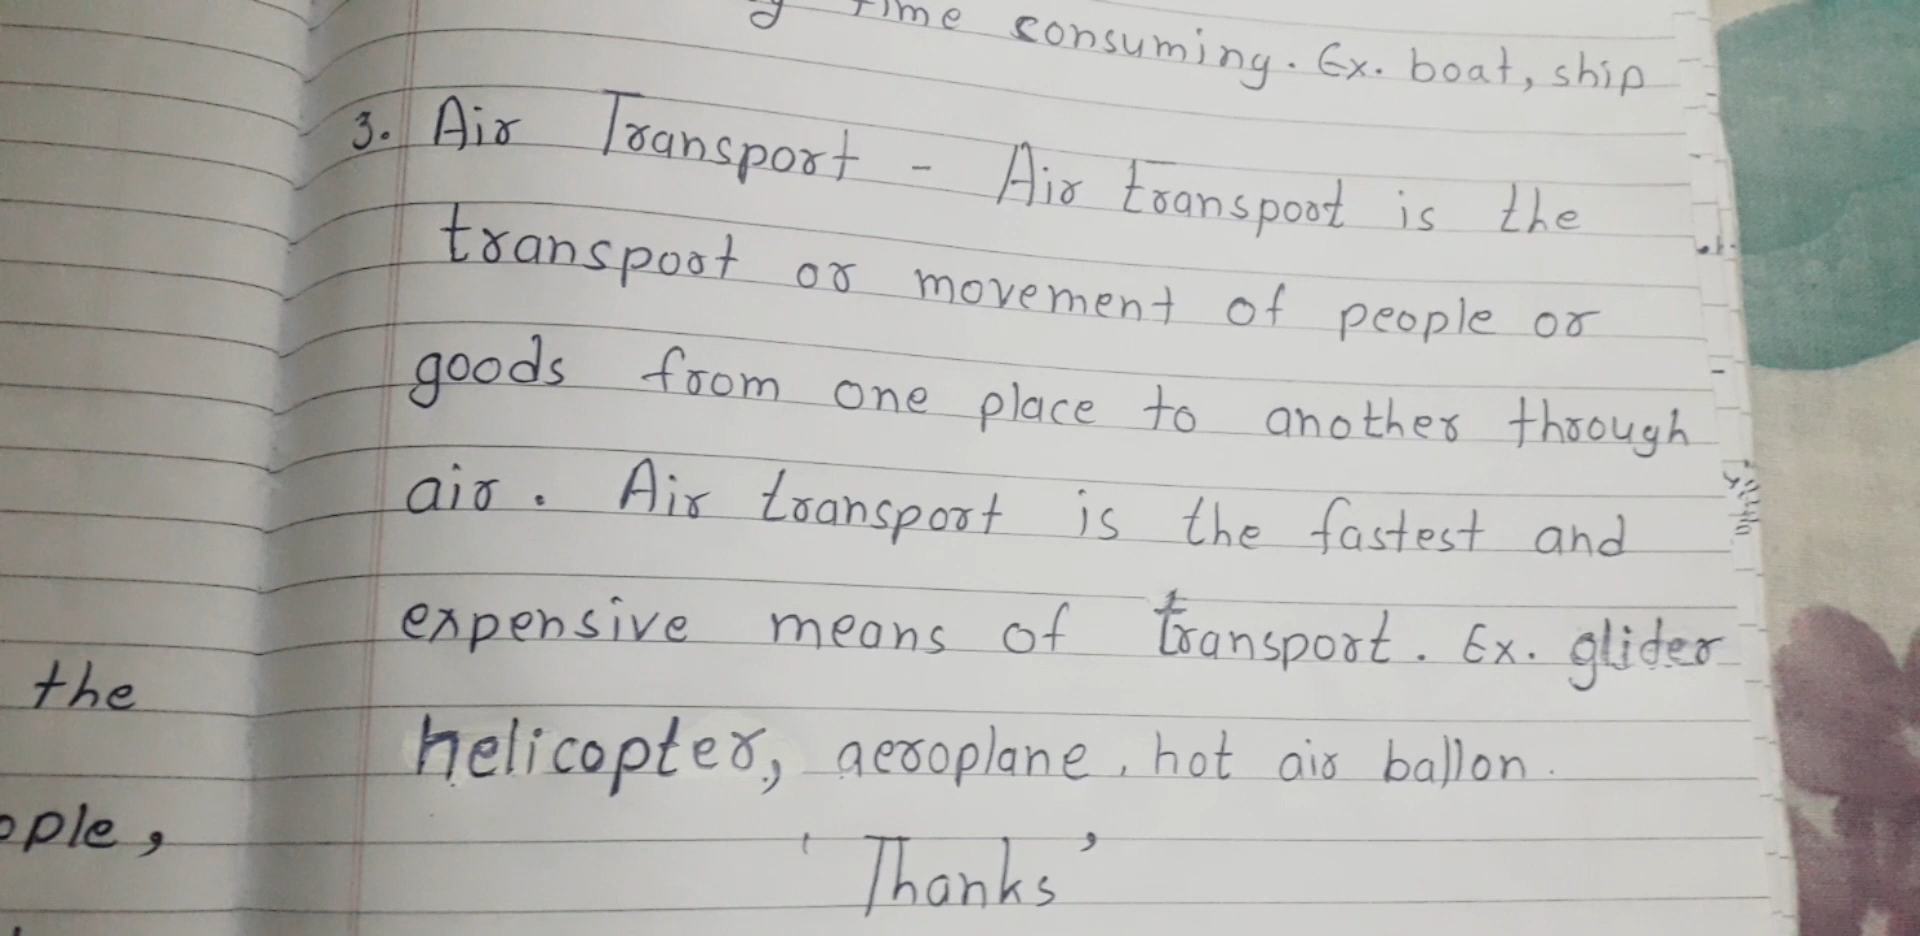 time consuming. Ex. boat, ship
3. Air Transport - Air transport is the
transport or movement of people or
goods from one place to another through
air. Air transport is the fastest and
expensive means of transport. Ex. glider
helicopter, aeroplane, hot air ballon.
'Thanks'
the
ople,